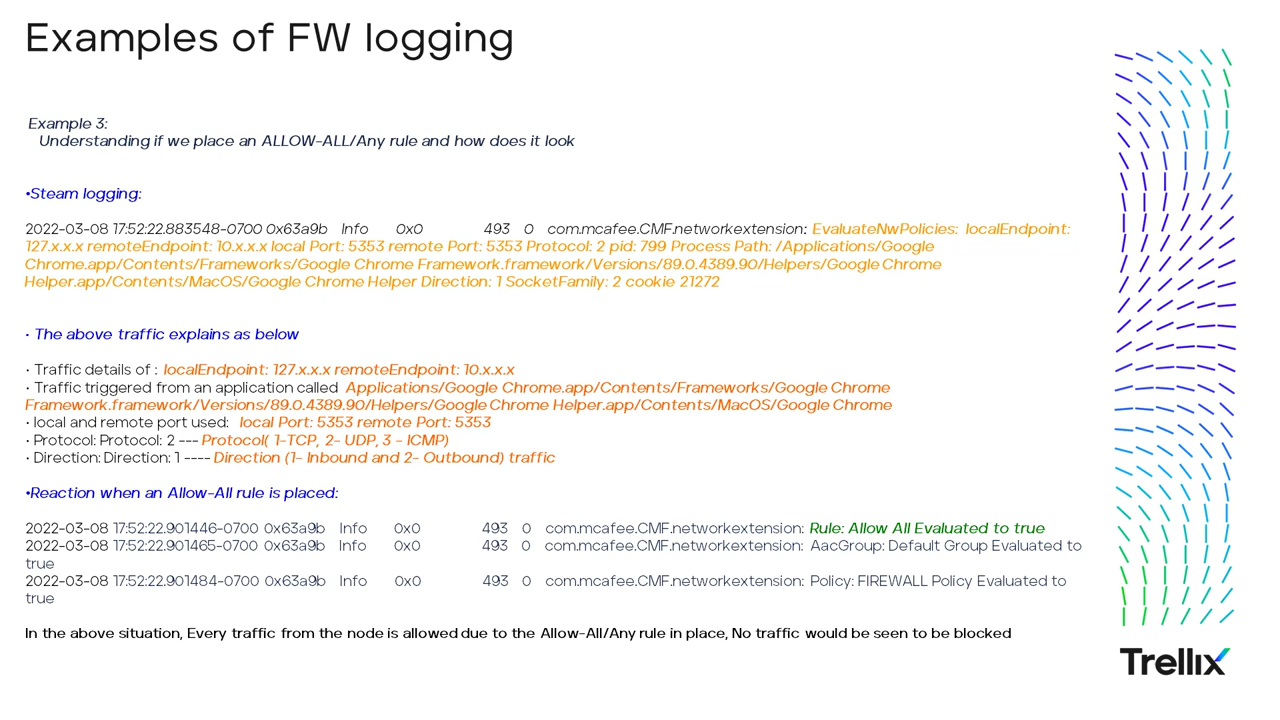 Examples of FW logging
Example 3:
Understanding if we place an ALLOW-ALL/Any rule and how does it look
•Steam logging:
2022-03-08 17:52:22.883548-0700 0x63a9b Info 0x0 493 0 com.mcafee.CMF.networkextension: EvaluateNwPolicies: localEndpoint:
127.x.x.x remoteEndpoint: 10.x.x.x local Port: 5353 remote Port: 5353 Protocol: 2 pid: 799 Process Path: /Applications/Google
Chrome.app/Contents/Frameworks/Google Chrome Framework.framework/Versions/89.0.4389.90/Helpers/Google Chrome
Helper.app/Contents/MacOS/Google Chrome Helper Direction: 1 SocketFamily: 2 cookie 21272
• The above traffic explains as below
• Traffic details of : localEndpoint: 127.x.x.x remoteEndpoint: 10.x.x.x
• Traffic triggered from an application called Applications/Google Chrome.app/Contents/Frameworks/Google Chrome
Framework.framework/Versions/89.0.4389.90/Helpers/Google Chrome Helper.app/Contents/MacOS/Google Chrome
• local and remote port used: local Port: 5353 remote Port: 5353
• Protocol: Protocol: 2 --- Protocol( 1-TCP, 2- UDP, 3 - ICMP)
• Direction: Direction: 1 ---- Direction (1- Inbound and 2- Outbound) traffic
•Reaction when an Allow-All rule is placed:
2022-03-08 17:52:22.901446-0700 0x63a9b Info 0x0 493 0 com.mcafee.CMF.networkextension: Rule: Allow All Evaluated to true
2022-03-08 17:52:22.901465-0700 0x63a9b Info 0x0 493 0 com.mcafee.CMF.networkextension: AacGroup: Default Group Evaluated to
true
2022-03-08 17:52:22.901484-0700 0x63a9b Info 0x0 493 0 com.mcafee.CMF.networkextension: Policy: FIREWALL Policy Evaluated to
true
In the above situation, Every traffic from the node is allowed due to the Allow-All/Any rule in place, No traffic would be seen to be blocked
Trellix